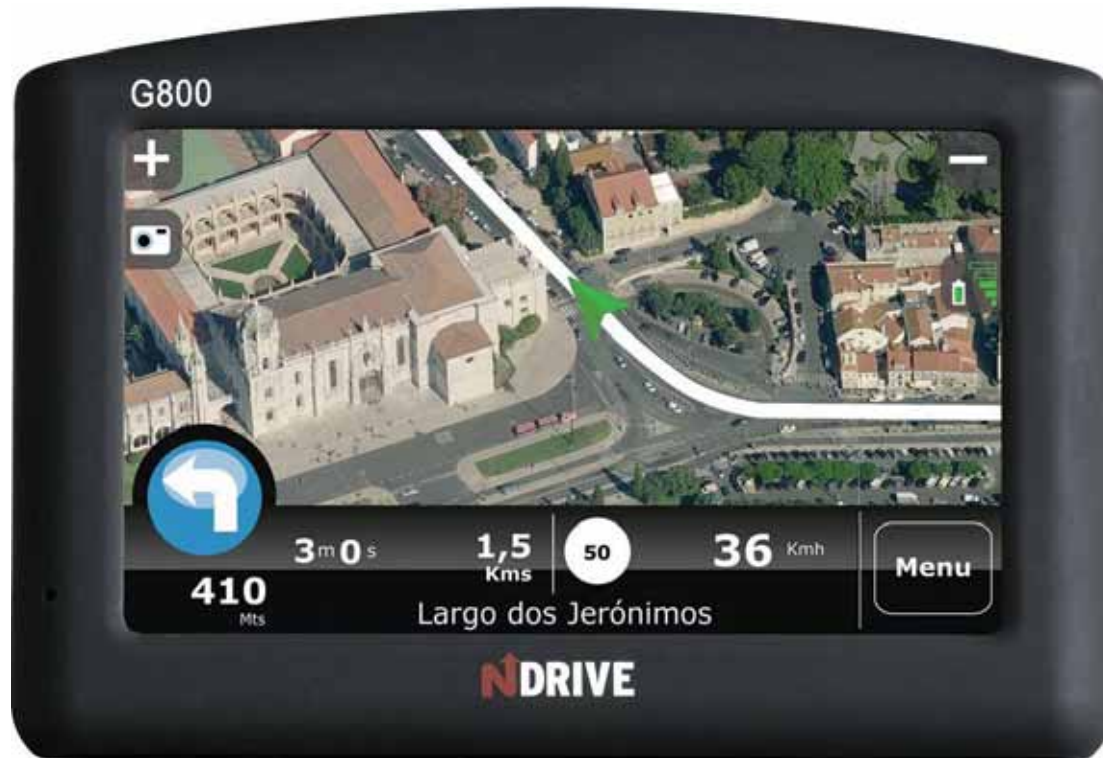 G800
3m0s
1,5
Kms
50
36 Kmh
Menu
410
Mts
Largo dos Jerónimos
NDRIVE